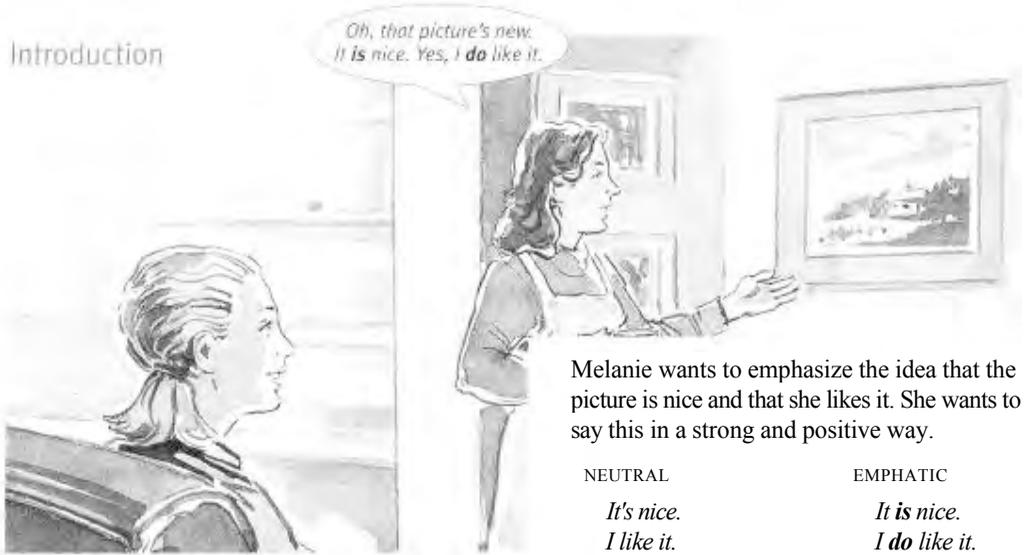 Introduction
Oh, that picture's new.
It is nice. Yes, I do like it.
Melanie wants to emphasize the idea that the
picture is nice and that she likes it. She wants to
say this in a strong and positive way.
NEUTRAL EMPHATIC
It's nice. It is nice.
I like it. I do like it.